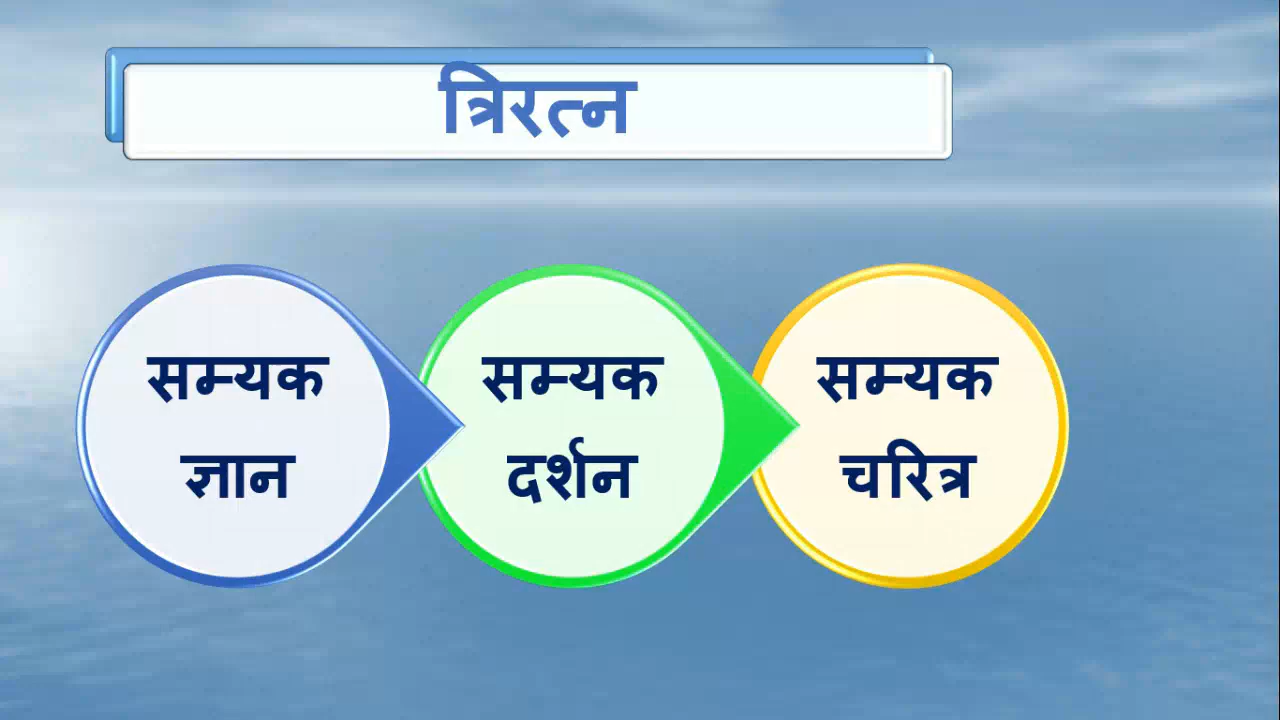 त्रिरत्न
सम्यक
ज्ञान
सम्यक
दर्शन
सम्यक
चरित्र